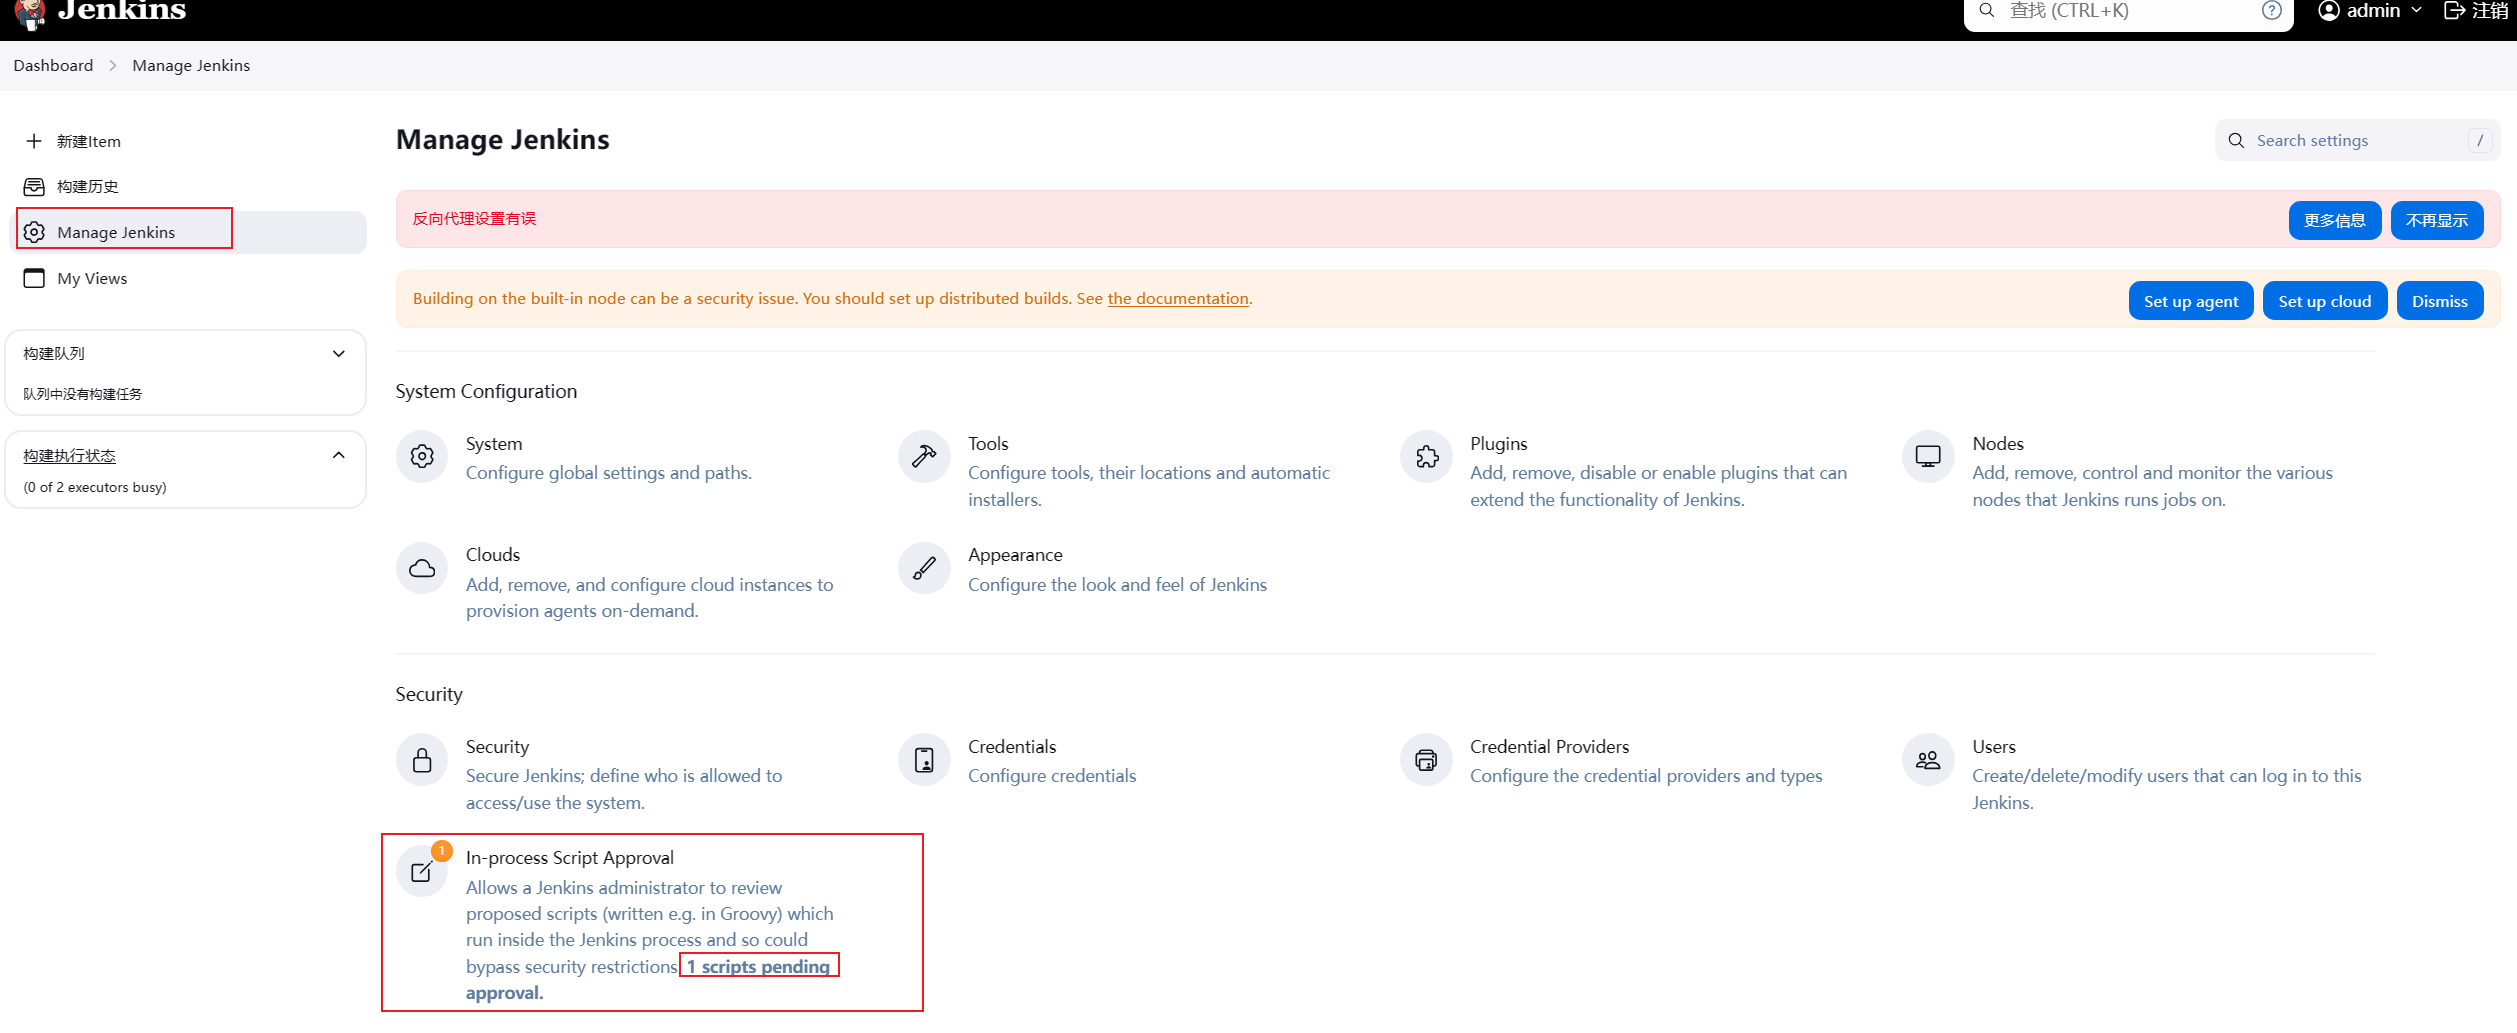 Jenkins
查找 (CTRL+K)
admin
注销
Dashboard
Manage Jenkins
新建Item
构建历史
Manage Jenkins
My Views
构建队列
队列中没有构建任务
构建执行状态
(0 of 2 executors busy)
Manage Jenkins
Search settings
/
反向代理设置有误
更多信息
不再显示
Building on the built-in node can be a security issue. You should set up distributed builds. See the documentation.
Set up agent
Set up cloud
Dismiss
System Configuration
System
Configure global settings and paths.
Tools
Configure tools, their locations and automatic
installers.
Plugins
Add, remove, disable or enable plugins that can
extend the functionality of Jenkins.
Nodes
Add, remove, control and monitor the various
nodes that Jenkins runs jobs on.
Clouds
Add, remove, and configure cloud instances to
provision agents on-demand.
Appearance
Configure the look and feel of Jenkins
Security
Security
Secure Jenkins; define who is allowed to
access/use the system.
Credentials
Configure credentials
Credential Providers
Configure the credential providers and types
Users
Create/delete/modify users that can log in to this
Jenkins.
1
In-process Script Approval
Allows a Jenkins administrator to review
proposed scripts (written e.g. in Groovy) which
run inside the Jenkins process and so could
bypass security restrictions 1 scripts pending
approval.